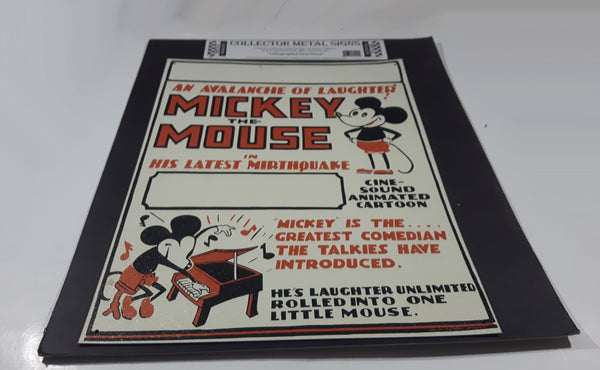 COLLECTOR METAL SIGNS
AN AVALANCHE OF LAUGHTER
MICKEY
-THE-
MOUSE
IN
HIS LATEST MIRTHQUAKE
CINE-
SOUND
ANIMATED
CARTOON
"MICKEY" IS THE....
GREATEST COMEDIAN
THE TALKIES HAVE
INTRODUCED.
HE'S LAUGHTER UNLIMITED
ROLLED INTO ONE
LITTLE MOUSE.